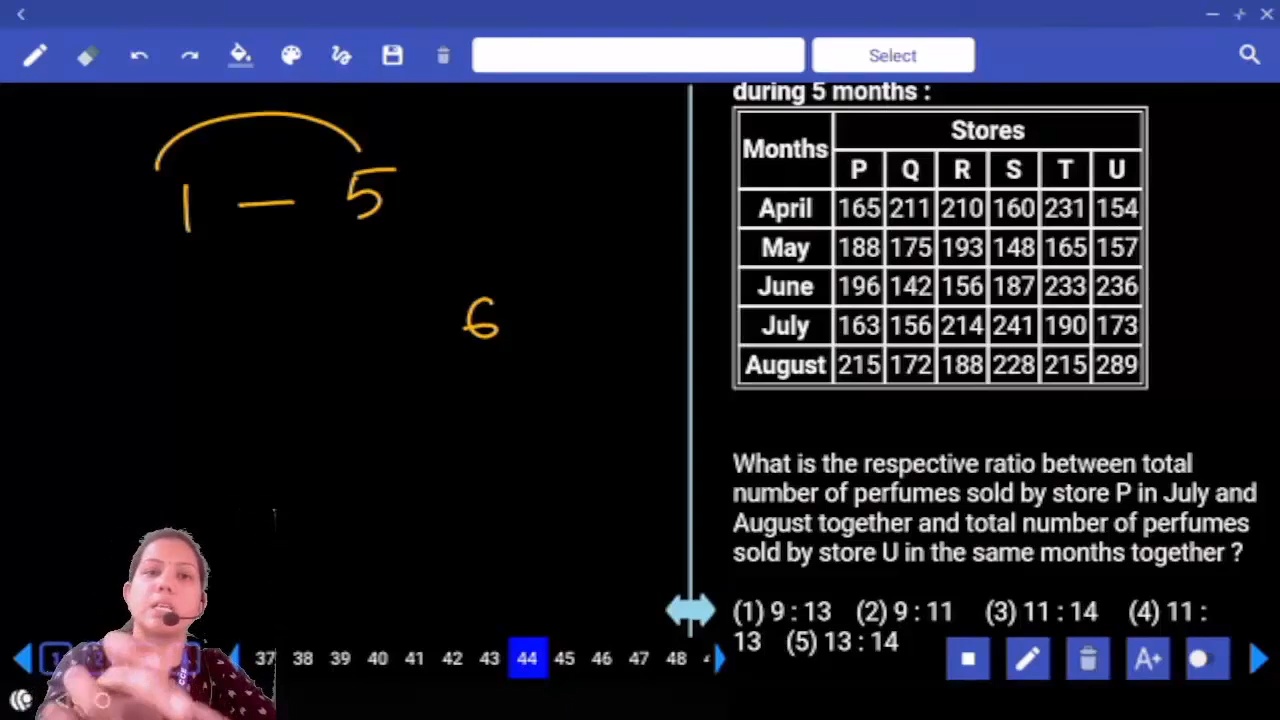 Select
1 – 5
6
during 5 months :
Months Stores
P Q R S T U
April 165 211 210 160 231 154
May 188 175 193 148 165 157
June 196 142 156 187 233 236
July 163 156 214 241 190 173
August 215 172 188 228 215 289
What is the respective ratio between total
number of perfumes sold by store P in July and
August together and total number of perfumes
sold by store U in the same months together ?
(1) 9 : 13 (2) 9 : 11 (3) 11 : 14 (4) 11 :
13 (5) 13 : 14
37 38 39 40 41 42 43 44 45 46 47 48
A+